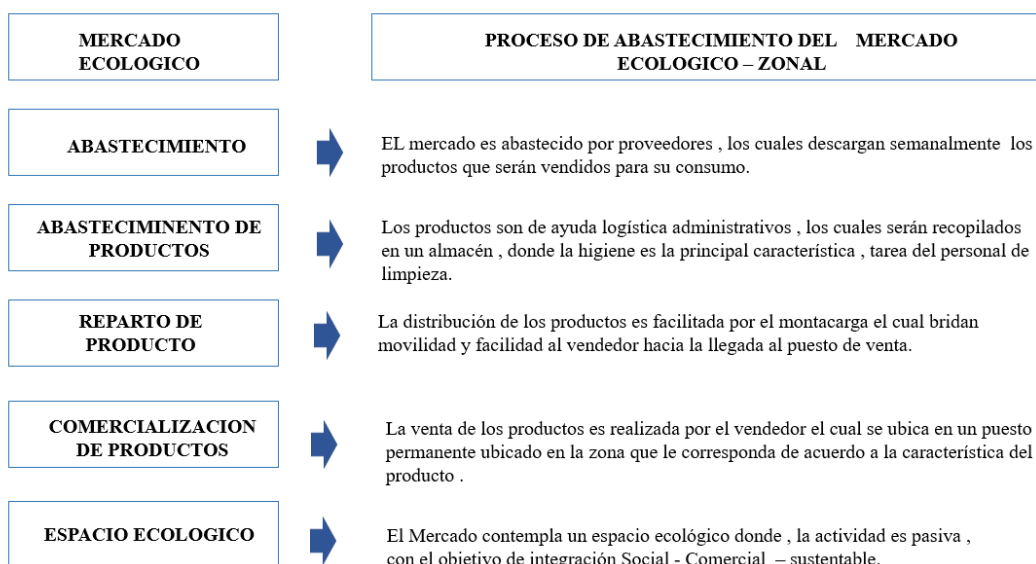 MERCADO
ECOLOGICO
PROCESO DE ABASTECIMIENTO DEL MERCADO
ECOLOGICO – ZONAL
ABASTECIMIENTO
EL mercado es abastecido por proveedores , los cuales descargan semanalmente los
productos que serán vendidos para su consumo.
ABASTECIMINENTO DE
PRODUCTOS
Los productos son de ayuda logística administrativos , los cuales serán recopilados
en un almacén , donde la higiene es la principal característica , tarea del personal de
limpieza.
REPARTO DE
PRODUCTO
La distribución de los productos es facilitada por el montacarga el cual bridan
movilidad y facilidad al vendedor hacia la llegada al puesto de venta.
COMERCIALIZACION
DE PRODUCTOS
La venta de los productos es realizada por el vendedor el cual se ubica en un puesto
permanente ubicado en la zona que le corresponda de acuerdo a la característica del
producto .
ESPACIO ECOLOGICO
El Mercado contempla un espacio ecológico donde , la actividad es pasiva ,
con el objetivo de integración Social - Comercial – sustentable.